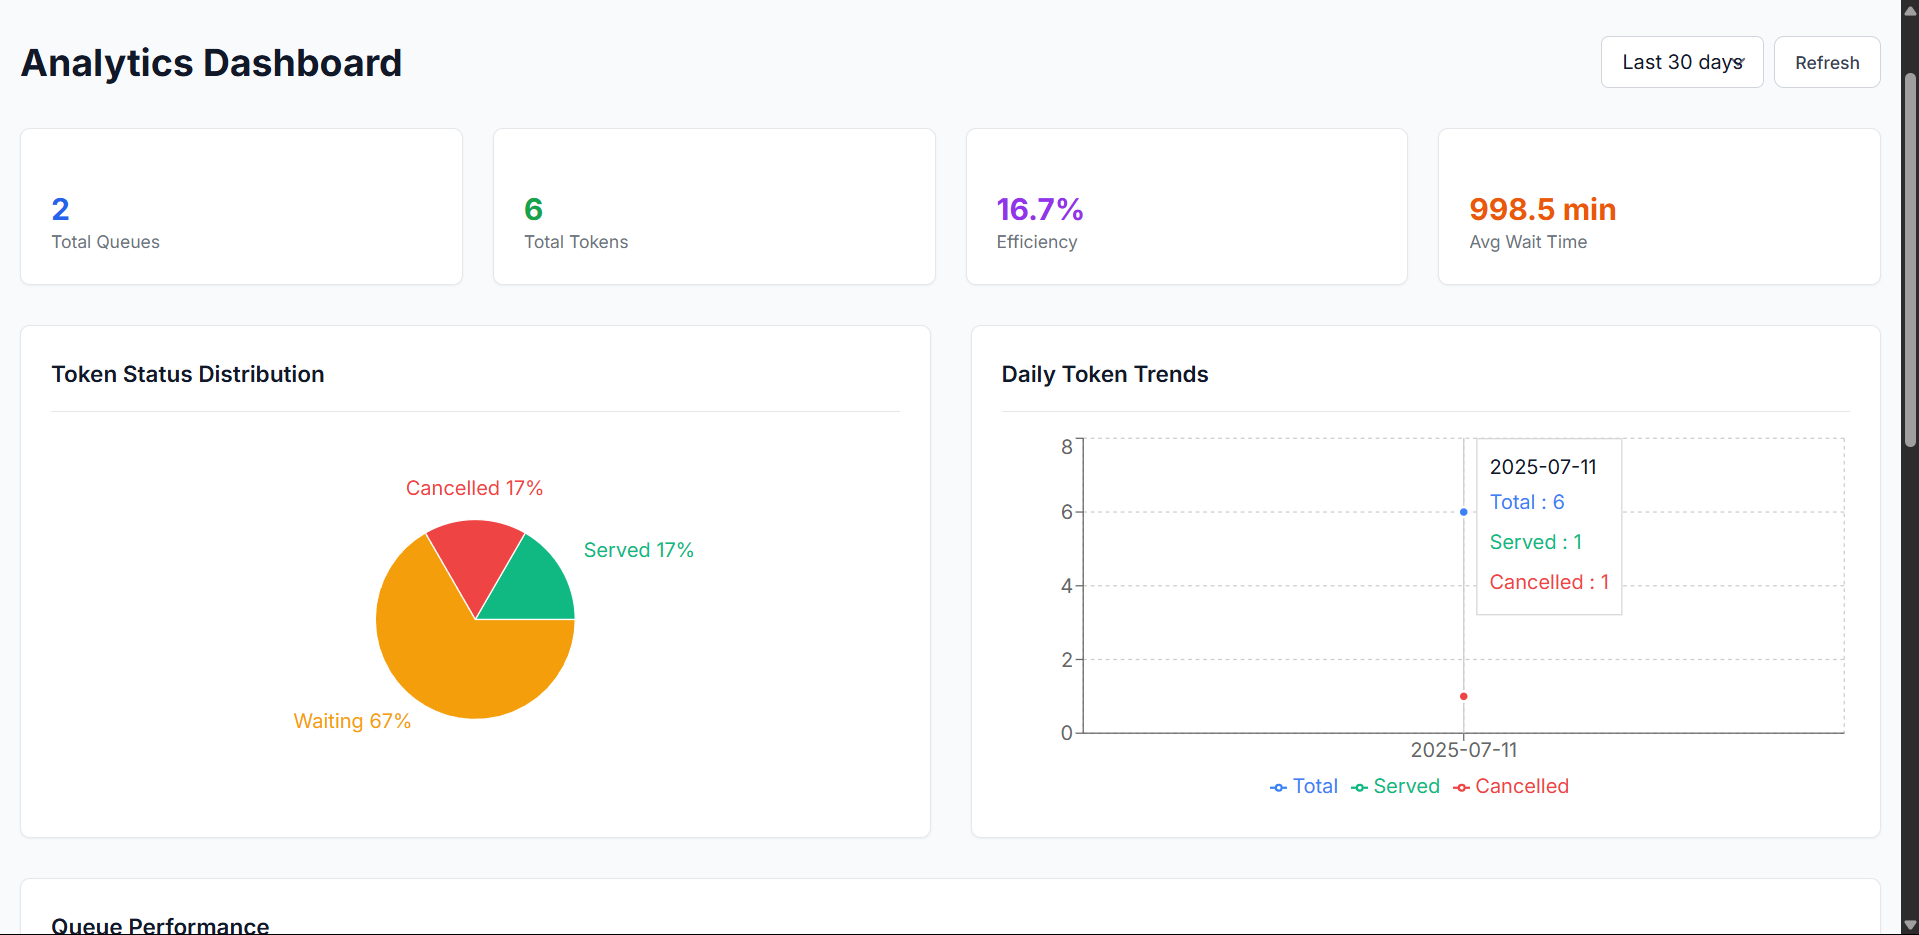 Analytics Dashboard
Last 30 days
Refresh
2
Total Queues
6
Total Tokens
16.7%
Efficiency
998.5 min
Avg Wait Time
Token Status Distribution
Cancelled 17%
Served 17%
Waiting 67%
Daily Token Trends
8
6
4
2
0
2025-07-11
Total : 6
Served : 1
Cancelled : 1
2025-07-11
Total Served Cancelled
Queue Performance